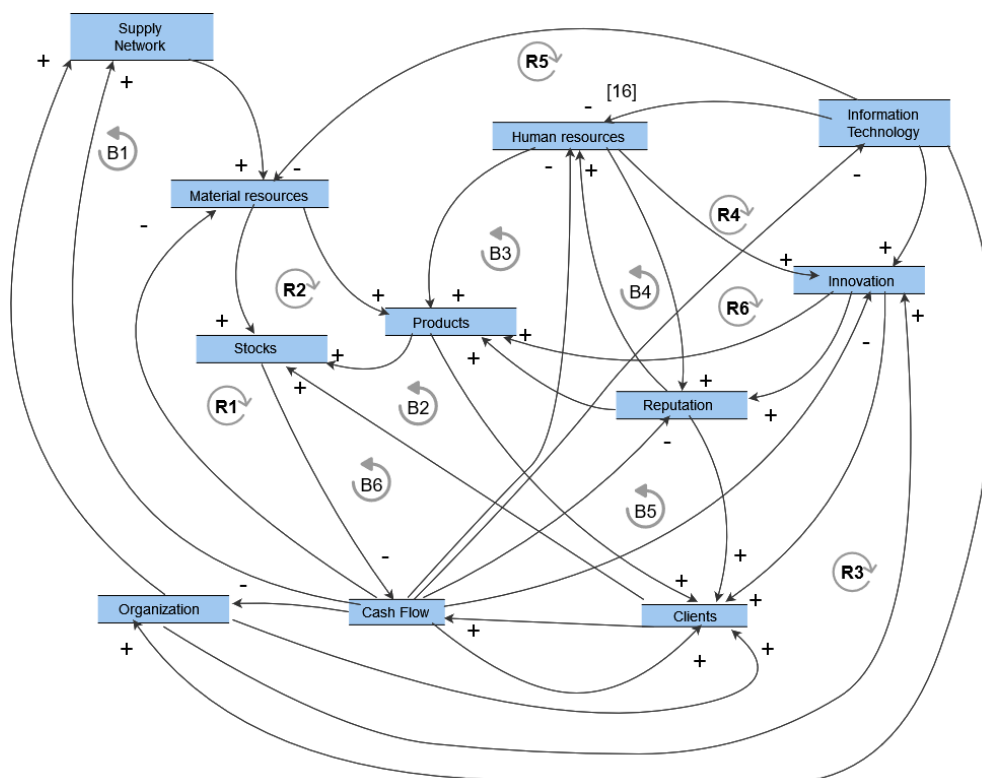 Supply
Network
+
+
B1
R5
[16]
-
Human resources
Information
Technology
-
+
-
-
+
Material resources
-
R4
B3
B4
+
+
Innovation
R2
R6
+
+
+
Products
+
-
+
Stocks
+
+
+
R1
B2
+
Reputation
+
-
B6
B5
-
+
R3
-
+
+
Organization
Cash Flow
Clients
+
+
+
+